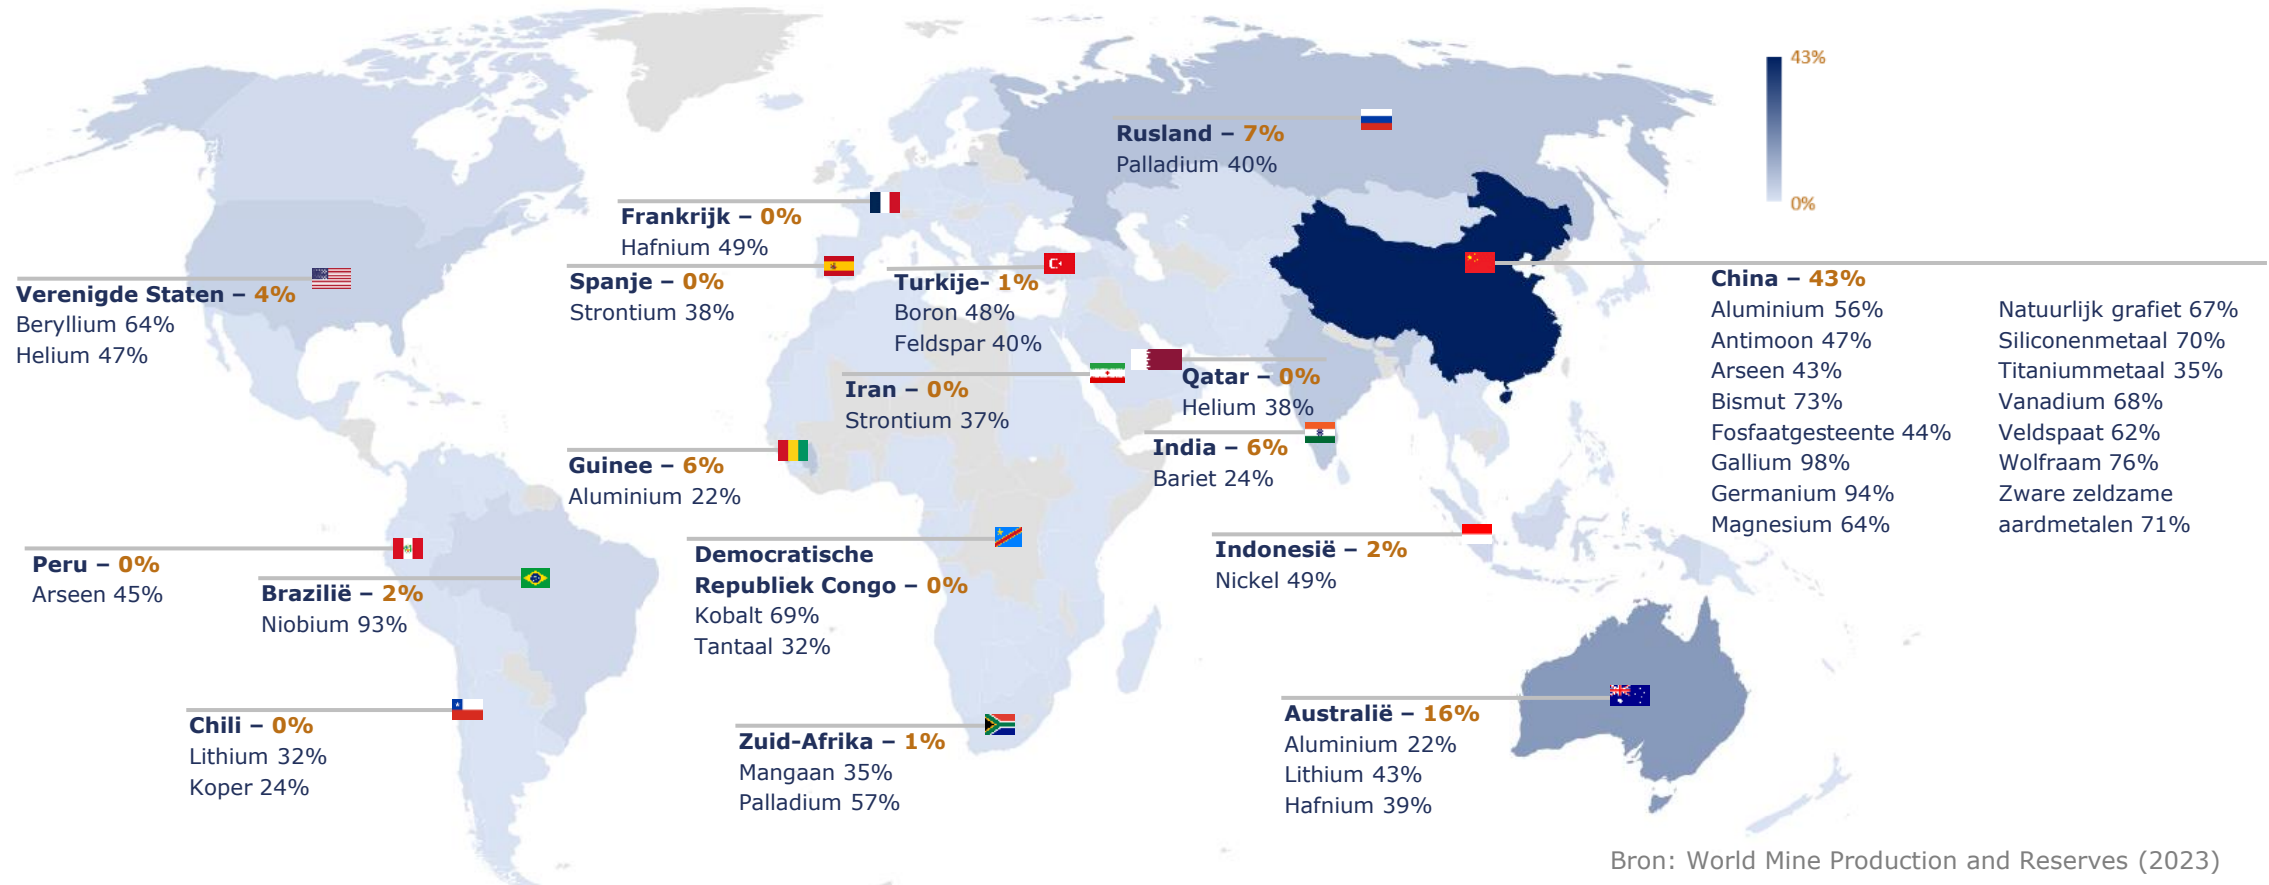 43%
0%
Rusland – 7%
Palladium 40%
Frankrijk – 0%
Hafnium 49%
Spanje – 0%
Strontium 38%
Turkije- 1%
Boron 48%
Feldspar 40%
Verenigde Staten – 4%
Beryllium 64%
Helium 47%
China – 43%
Aluminium 56%
Antimoon 47%
Arseen 43%
Bismut 73%
Fosfaatgesteente 44%
Gallium 98%
Germanium 94%
Magnesium 64%
Natuurlijk grafiet 67%
Siliconenmetaal 70%
Titaniummetaal 35%
Vanadium 68%
Veldspaat 62%
Wolfraam 76%
Zware zeldzame
aardmetalen 71%
Iran – 0%
Strontium 37%
Qatar – 0%
Helium 38%
India – 6%
Bariet 24%
Guinee – 6%
Aluminium 22%
Democratische
Republiek Congo – 0%
Kobalt 69%
Tantaal 32%
Indonesië – 2%
Nickel 49%
Peru – 0%
Arseen 45%
Brazilië – 2%
Niobium 93%
Chili – 0%
Lithium 32%
Koper 24%
Zuid-Afrika – 1%
Mangaan 35%
Palladium 57%
Australië – 16%
Aluminium 22%
Lithium 43%
Hafnium 39%
Bron: World Mine Production and Reserves (2023)